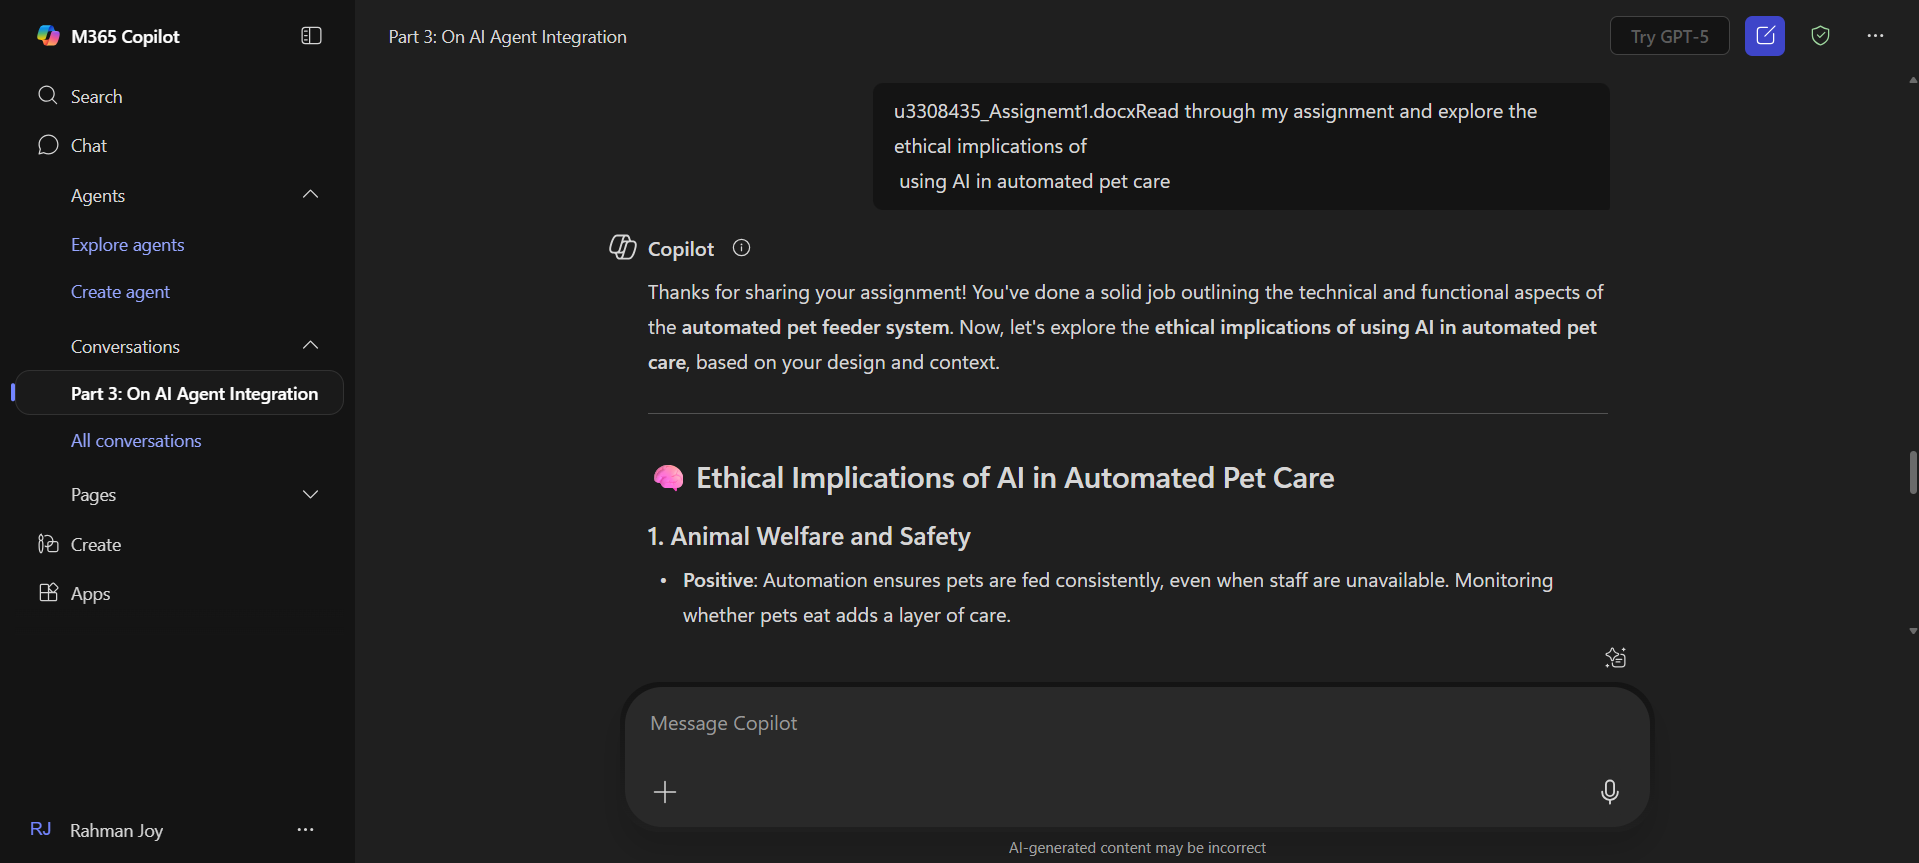 M365 Copilot
Search
Chat
Agents
Explore agents
Create agent
Conversations
Part 3: On AI Agent Integration
All conversations
Pages
Create
Apps
RJ Rahman Joy
Part 3: On AI Agent Integration
Try GPT-5
u3308435_Assignemt1.docxRead through my assignment and explore the
ethical implications of
using AI in automated pet care
Copilot
Thanks for sharing your assignment! You've done a solid job outlining the technical and functional aspects of
the automated pet feeder system. Now, let's explore the ethical implications of using AI in automated pet
care, based on your design and context.
Ethical Implications of AI in Automated Pet Care
1. Animal Welfare and Safety
• Positive: Automation ensures pets are fed consistently, even when staff are unavailable. Monitoring
whether pets eat adds a layer of care.
Message Copilot
AI-generated content may be incorrect